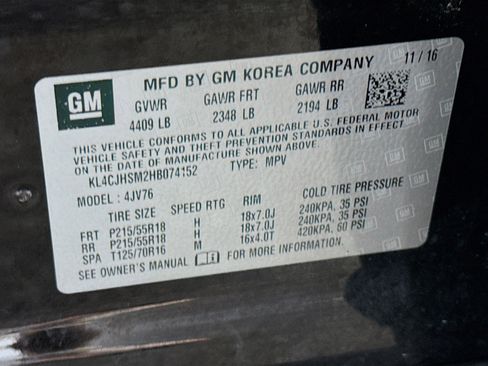 GM
MFD BY GM KOREA COMPANY 11/16
GVWR GAWR FRT GAWR RR
4409 LB 2348 LB 2194 LB
THIS VEHICLE CONFORMS TO ALL APPLICABLE U.S. FEDERAL MOTOR
VEHICLE SAFETY AND THEFT PREVENTION STANDARDS IN EFFECT ON
THE DATE OF MANUFACTURE SHOWN ABOVE.
KL4CJHSM2HB074152 TYPE: MPV
MODEL : 4JV76
TIRE SIZE SPEED RTG RIM COLD TIRE PRESSURE
FRT P215/55R18 H 18x7.0J 240KPA, 35 PSI
RR P215/55R18 H 18x7.0J 240KPA, 35 PSI
SPA T125/70R16 M 16x4.0T 420KPA, 60 PSI
SEE OWNER'S MANUAL FOR MORE INFORMATION.